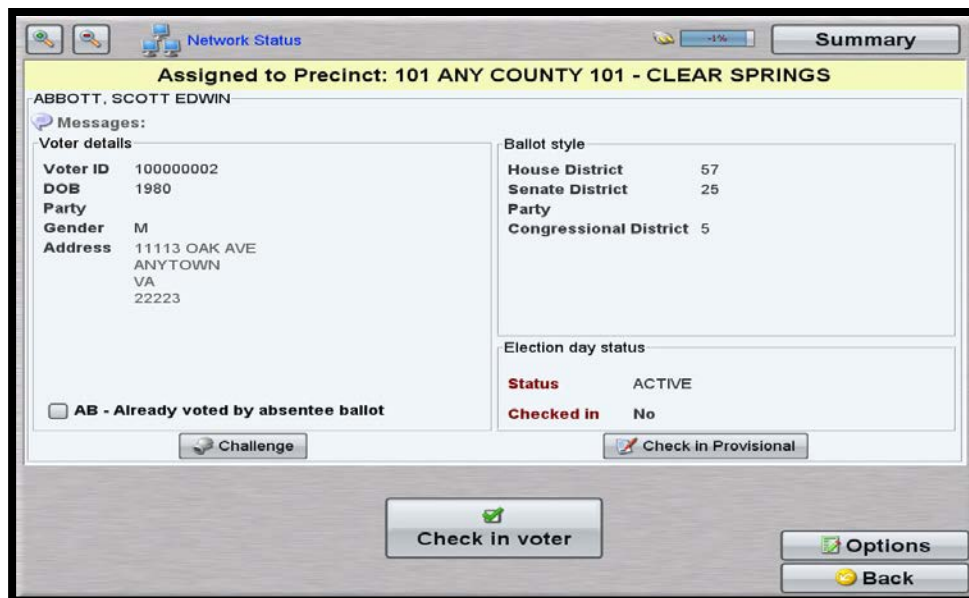 Network Status
-1%
Summary
Assigned to Precinct: 101 ANY COUNTY 101 - CLEAR SPRINGS
ABBOTT, SCOTT EDWIN
Messages:
Voter details
Voter ID 100000002
DOB 1980
Party
Gender M
Address 11113 OAK AVE
ANYTOWN
VA
22223
AB - Already voted by absentee ballot
Challenge
Ballot style
House District 57
Senate District 25
Party
Congressional District 5
Election day status
Status ACTIVE
Checked in No
Check in Provisional
Check in voter
Options
Back